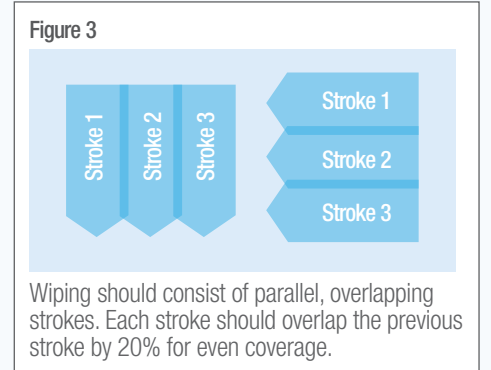 Figure 3
Stroke 1
Stroke 2
Stroke 3
Stroke 1
Stroke 2
Stroke 3
Wiping should consist of parallel, overlapping
strokes. Each stroke should overlap the previous
stroke by 20% for even coverage.